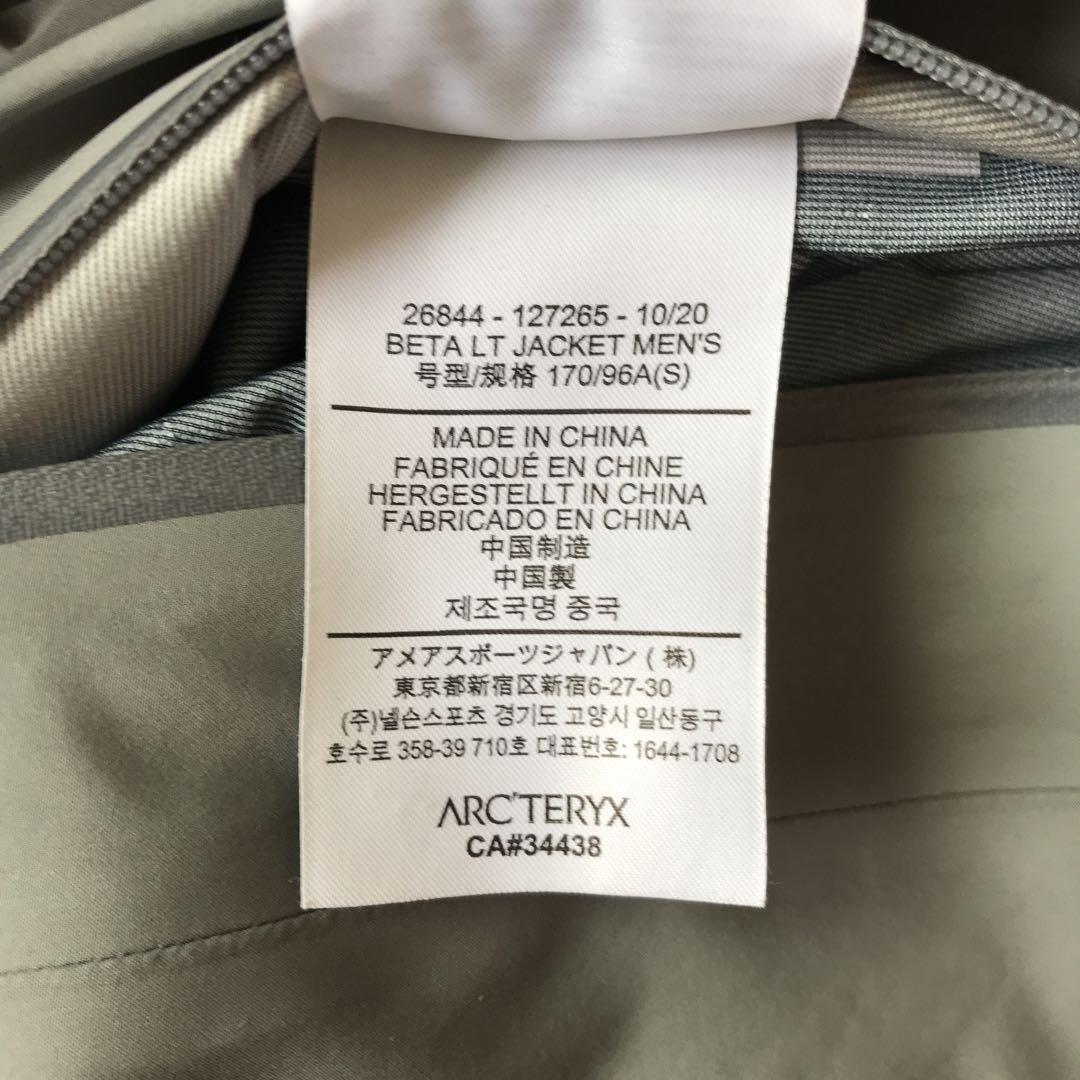 26844 - 127265 - 10/20
BETA LT JACKET MEN'S
号型/规格 170/96A(S)
MADE IN CHINA
FABRIQUÉ EN CHINE
HERGESTELLT IN CHINA
FABRICADO EN CHINA
中国制造
中国製
제조국명 중국
アメアスポーツジャパン ( 株)
東京都新宿区新宿6-27-30
(주)넬슨스포츠 경기도 고양시 일산동구
호수로 358-39 710호 대표번호: 1644-1708
ARC'TERYX
CA#34438